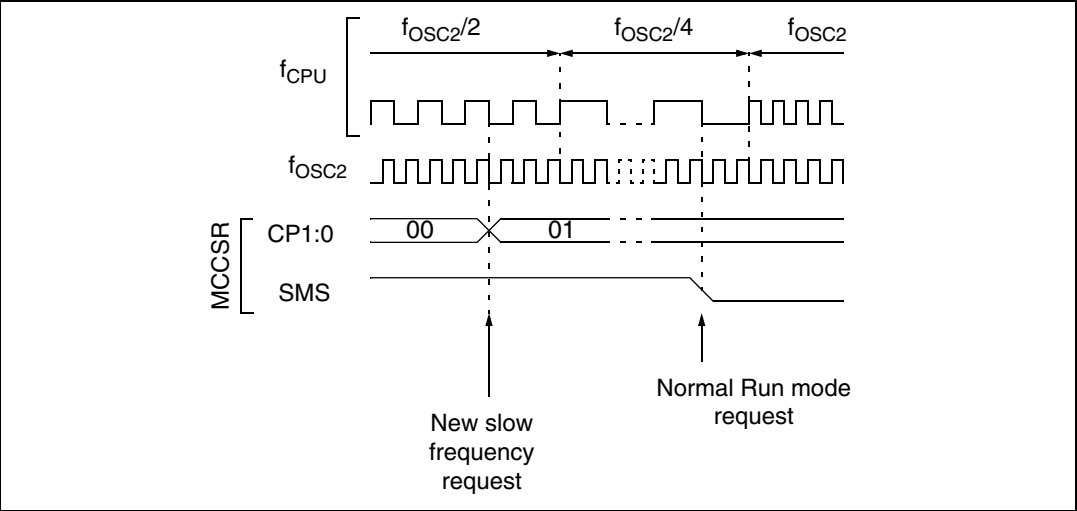 fOSC2/2 fOSC2/4 fOSC2
fCPU
fOSC2
MCCSR
CP1:0 00 01
SMS
New slow
frequency
request
Normal Run mode
request